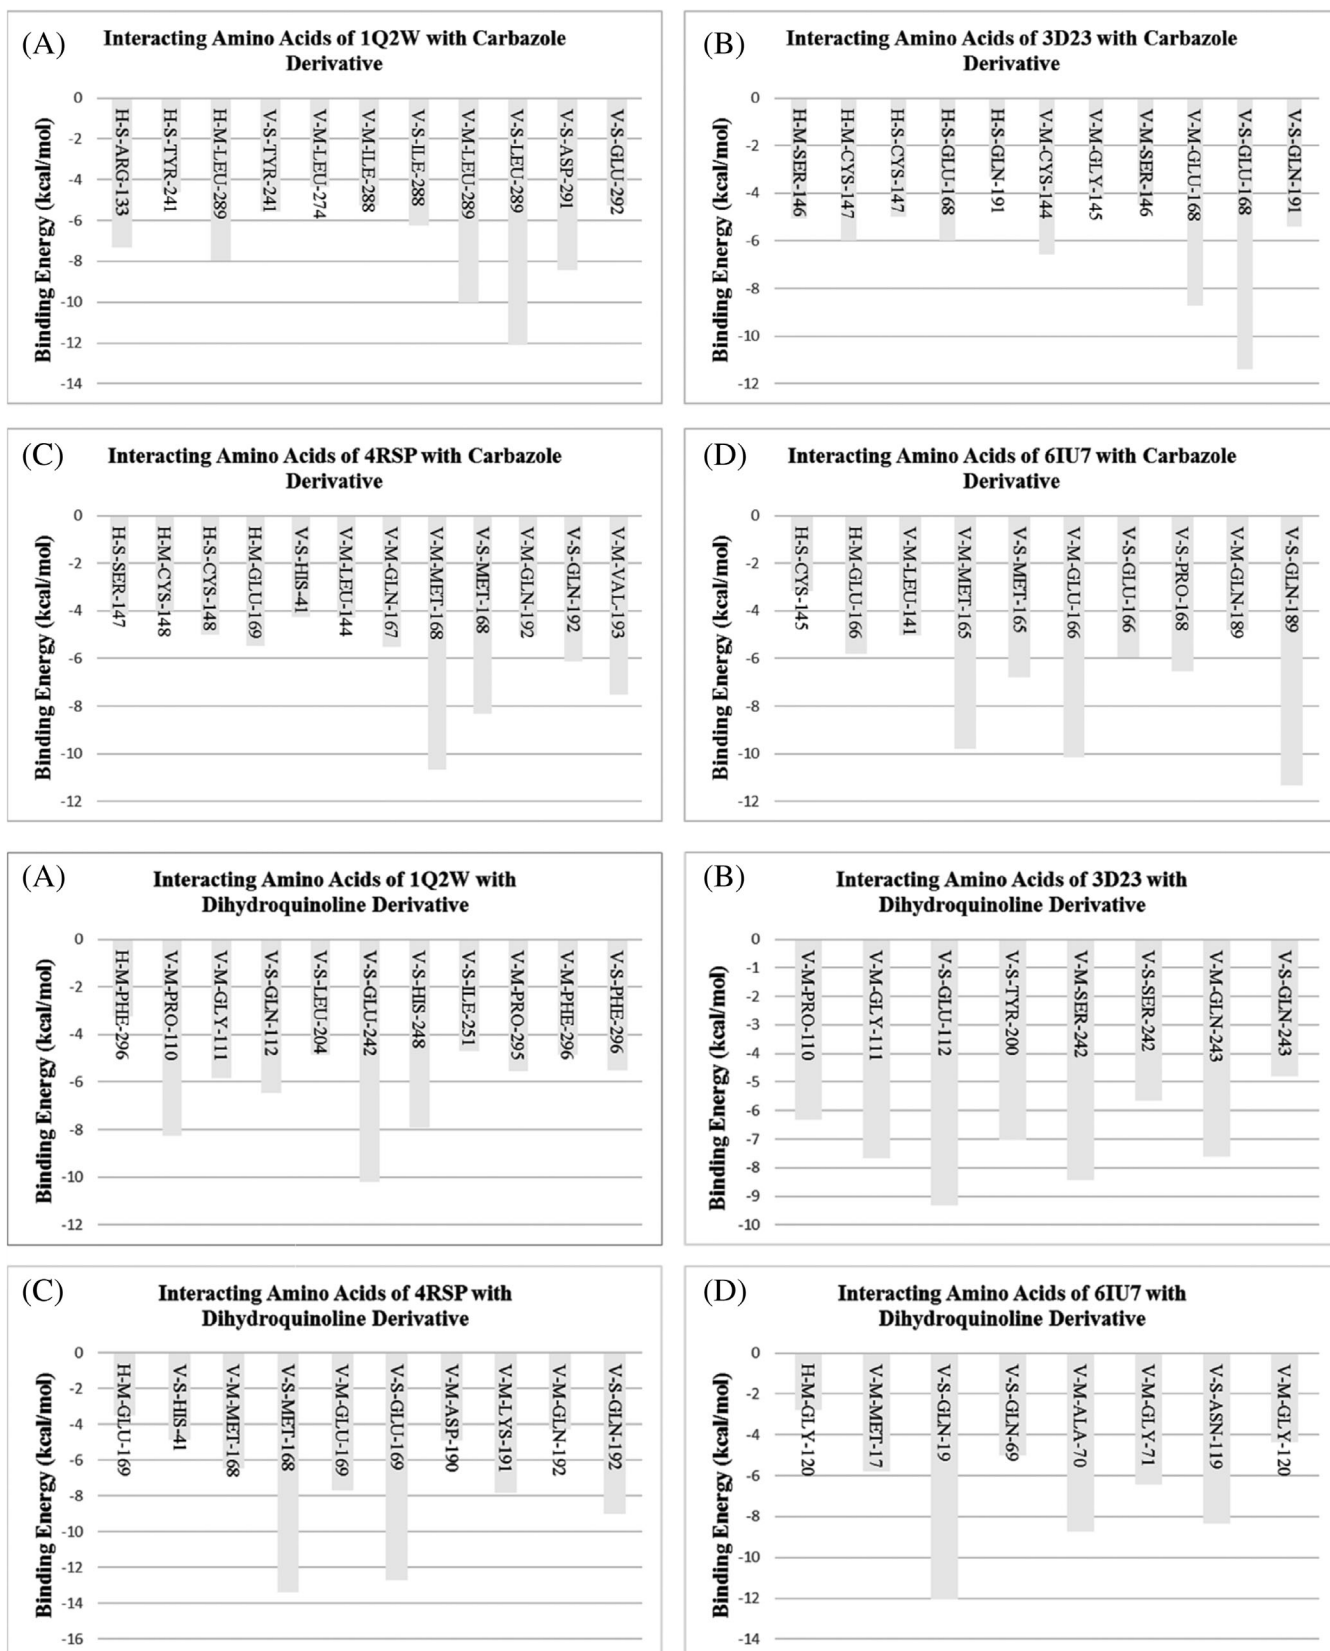 (A)
Interacting Amino Acids of 1Q2W with Carbazole
Derivative
Binding Energy (kcal/mol)
0
-2
-4
-6
-8
-10
-12
-14
H-S-ARG-133
H-S-TYR-241
H-M-LEU-289
V-S-TYR-241
V-M-LEU-274
V-M-ILE-288
V-S-ILE-288
V-M-LEU-289
V-S-LEU-289
V-S-ASP-291
V-S-GLU-292
(B)
Interacting Amino Acids of 3D23 with Carbazole
Derivative
Binding Energy (kcal/mol)
0
-2
-4
-6
-8
-10
-12
H-M-SER-146
H-M-CYS-147
H-S-CYS-147
H-S-GLU-168
H-S-GLN-191
V-M-CYS-144
V-M-GLY-145
V-M-SER-146
V-M-GLU-168
V-S-GLU-168
V-S-GLN-191
(C)
Interacting Amino Acids of 4RSP with Carbazole
Derivative
Binding Energy (kcal/mol)
0
-2
-4
-6
-8
-10
-12
H-S-SER-147
H-M-CYS-148
H-S-CYS-148
H-M-GLU-169
V-S-HIS-41
V-M-LEU-144
V-M-GLN-167
V-M-MET-168
V-S-MET-168
V-M-GLN-192
V-S-GLN-192
V-M-VAL-193
(D)
Interacting Amino Acids of 6IU7 with Carbazole
Derivative
Binding Energy (kcal/mol)
0
-2
-4
-6
-8
-10
-12
H-S-CYS-145
H-M-GLU-166
V-M-LEU-141
V-M-MET-165
V-S-MET-165
V-M-GLU-166
V-S-GLU-166
V-S-PRO-168
V-M-GLN-189
V-S-GLN-189
(A)
Interacting Amino Acids of 1Q2W with
Dihydroquinoline Derivative
Binding Energy (kcal/mol)
0
-2
-4
-6
-8
-10
-12
H-M-PHE-296
V-M-PRO-110
V-M-GLY-111
V-S-GLN-112
V-S-LEU-204
V-S-GLU-242
V-S-HIS-248
V-S-ILE-251
V-M-PRO-295
V-M-PHE-296
V-S-PHE-296
(B)
Interacting Amino Acids of 3D23 with
Dihydroquinoline Derivative
Binding Energy (kcal/mol)
0
-1
-2
-3
-4
-5
-6
-7
-8
-9
-10
V-M-PRO-110
V-M-GLY-111
V-S-GLU-112
V-S-TYR-200
V-M-SER-242
V-S-SER-242
V-M-GLN-243
V-S-GLN-243
(C)
Interacting Amino Acids of 4RSP with
Dihydroquinoline Derivative
Binding Energy (kcal/mol)
0
-2
-4
-6
-8
-10
-12
-14
-16
H-M-GLU-169
V-S-HIS-41
V-M-MET-168
V-S-MET-168
V-M-GLU-169
V-S-GLU-169
V-M-ASP-190
V-M-LYS-191
V-M-GLN-192
V-S-GLN-192
(D)
Interacting Amino Acids of 6IU7 with
Dihydroquinoline Derivative
Binding Energy (kcal/mol)
0
-2
-4
-6
-8
-10
-12
-14
H-M-GLY-120
V-M-MET-17
V-S-GLN-19
V-S-GLN-69
V-M-ALA-70
V-M-GLY-71
V-S-ASN-119
V-M-GLY-120